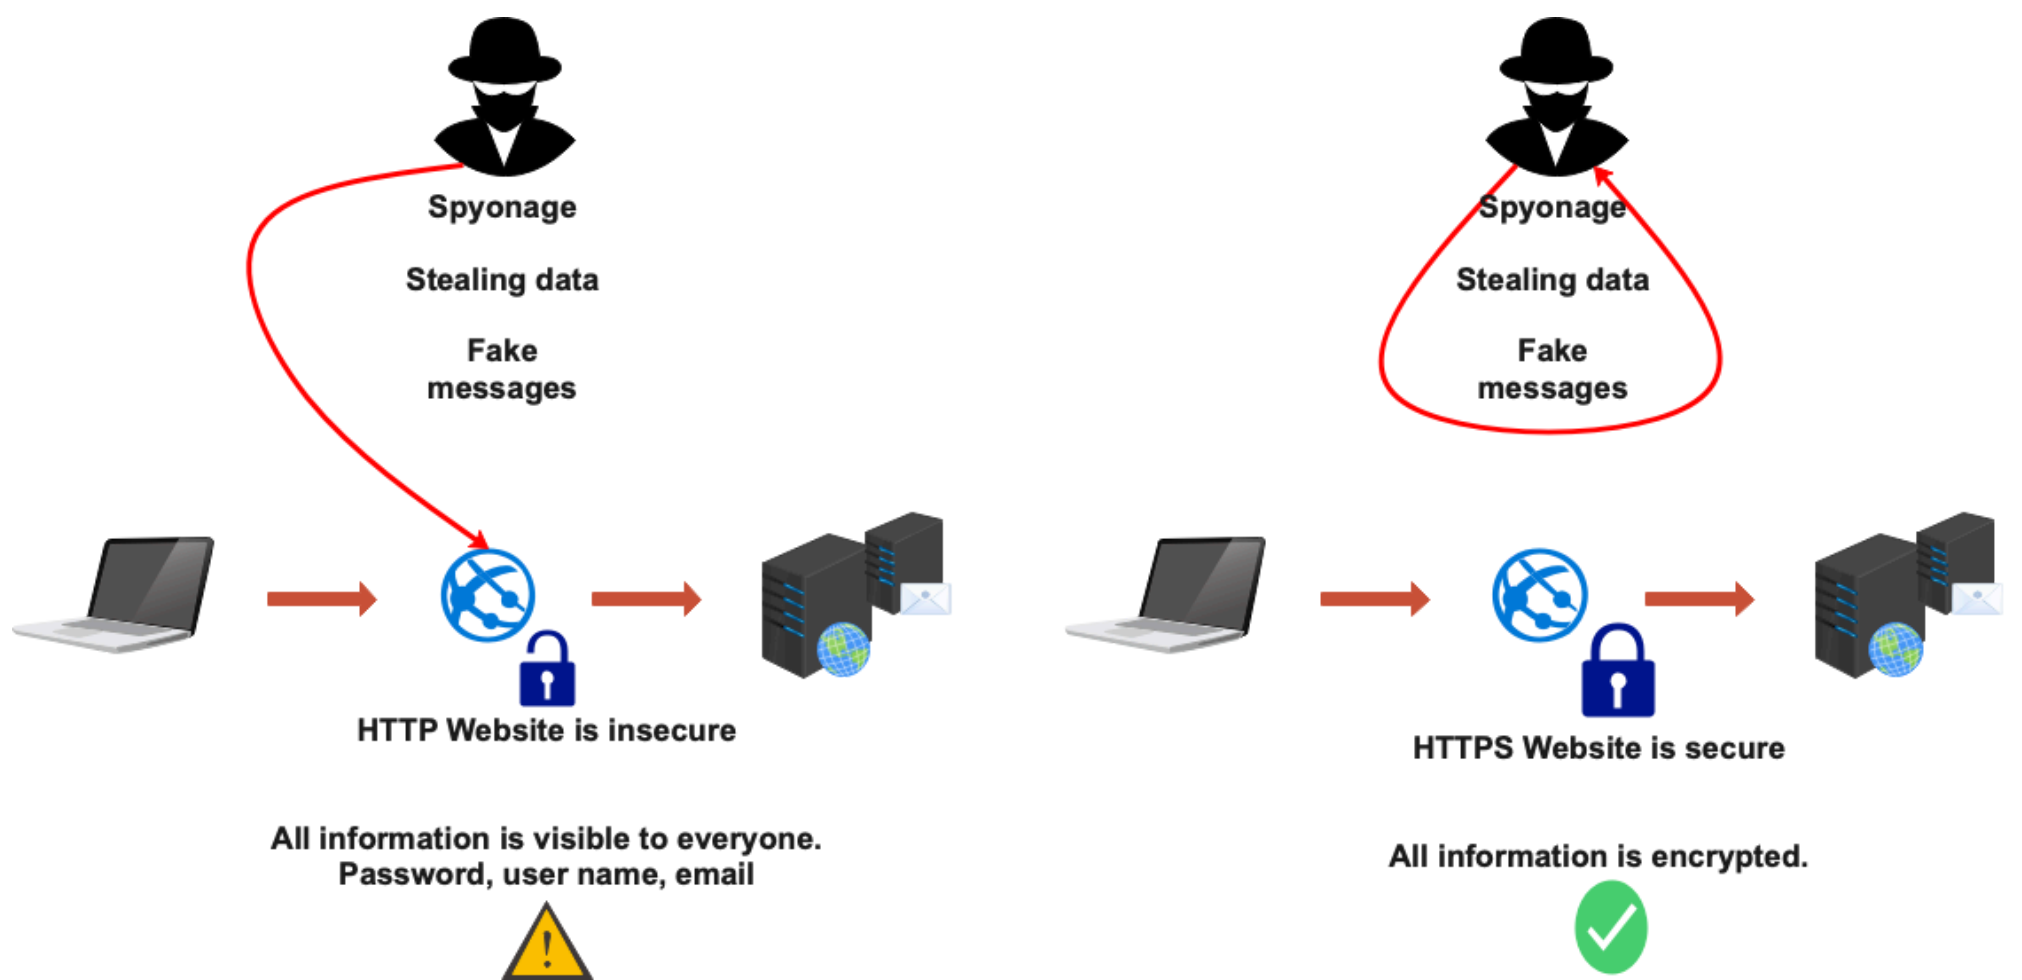 Spyonage
Stealing data
Fake
messages
HTTP Website is insecure
All information is visible to everyone.
Password, user name, email
Spyonage
Stealing data
Fake
messages
HTTPS Website is secure
All information is encrypted.